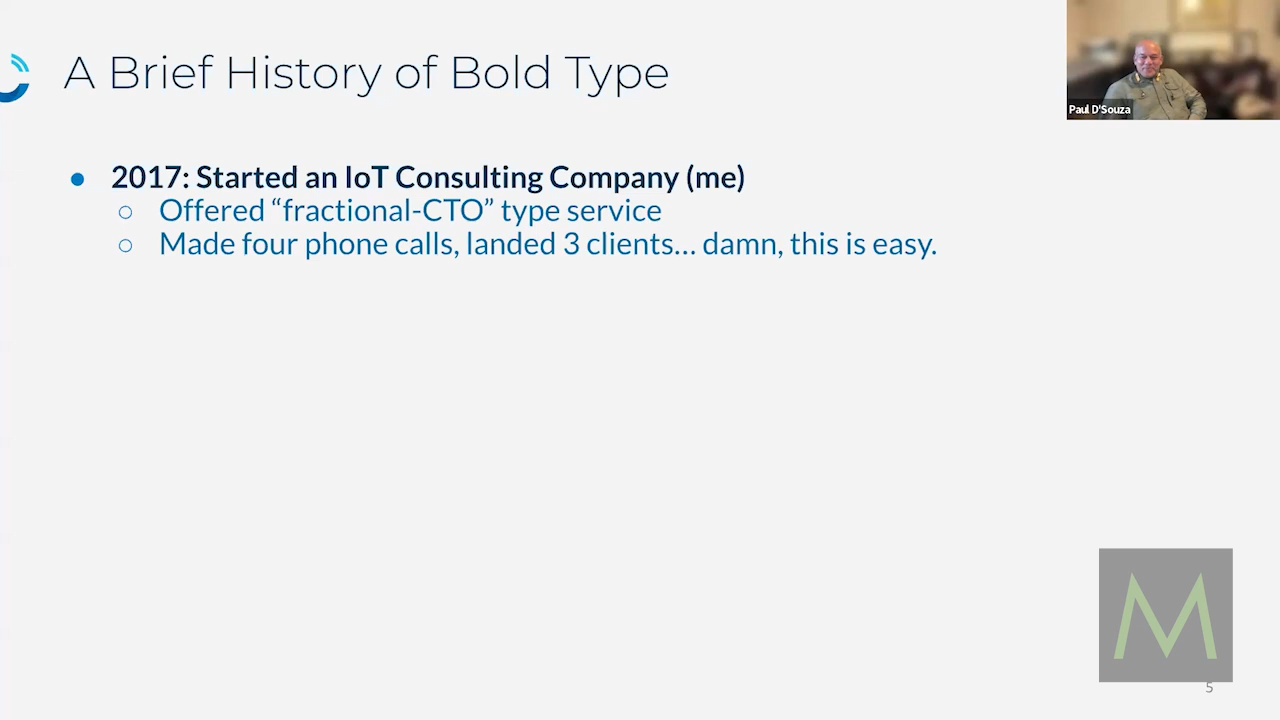 A Brief History of Bold Type
Paul D'Souza
● 2017: Started an IoT Consulting Company (me)
○ Offered “fractional-CTO” type service
○ Made four phone calls, landed 3 clients... damn, this is easy.
M
5